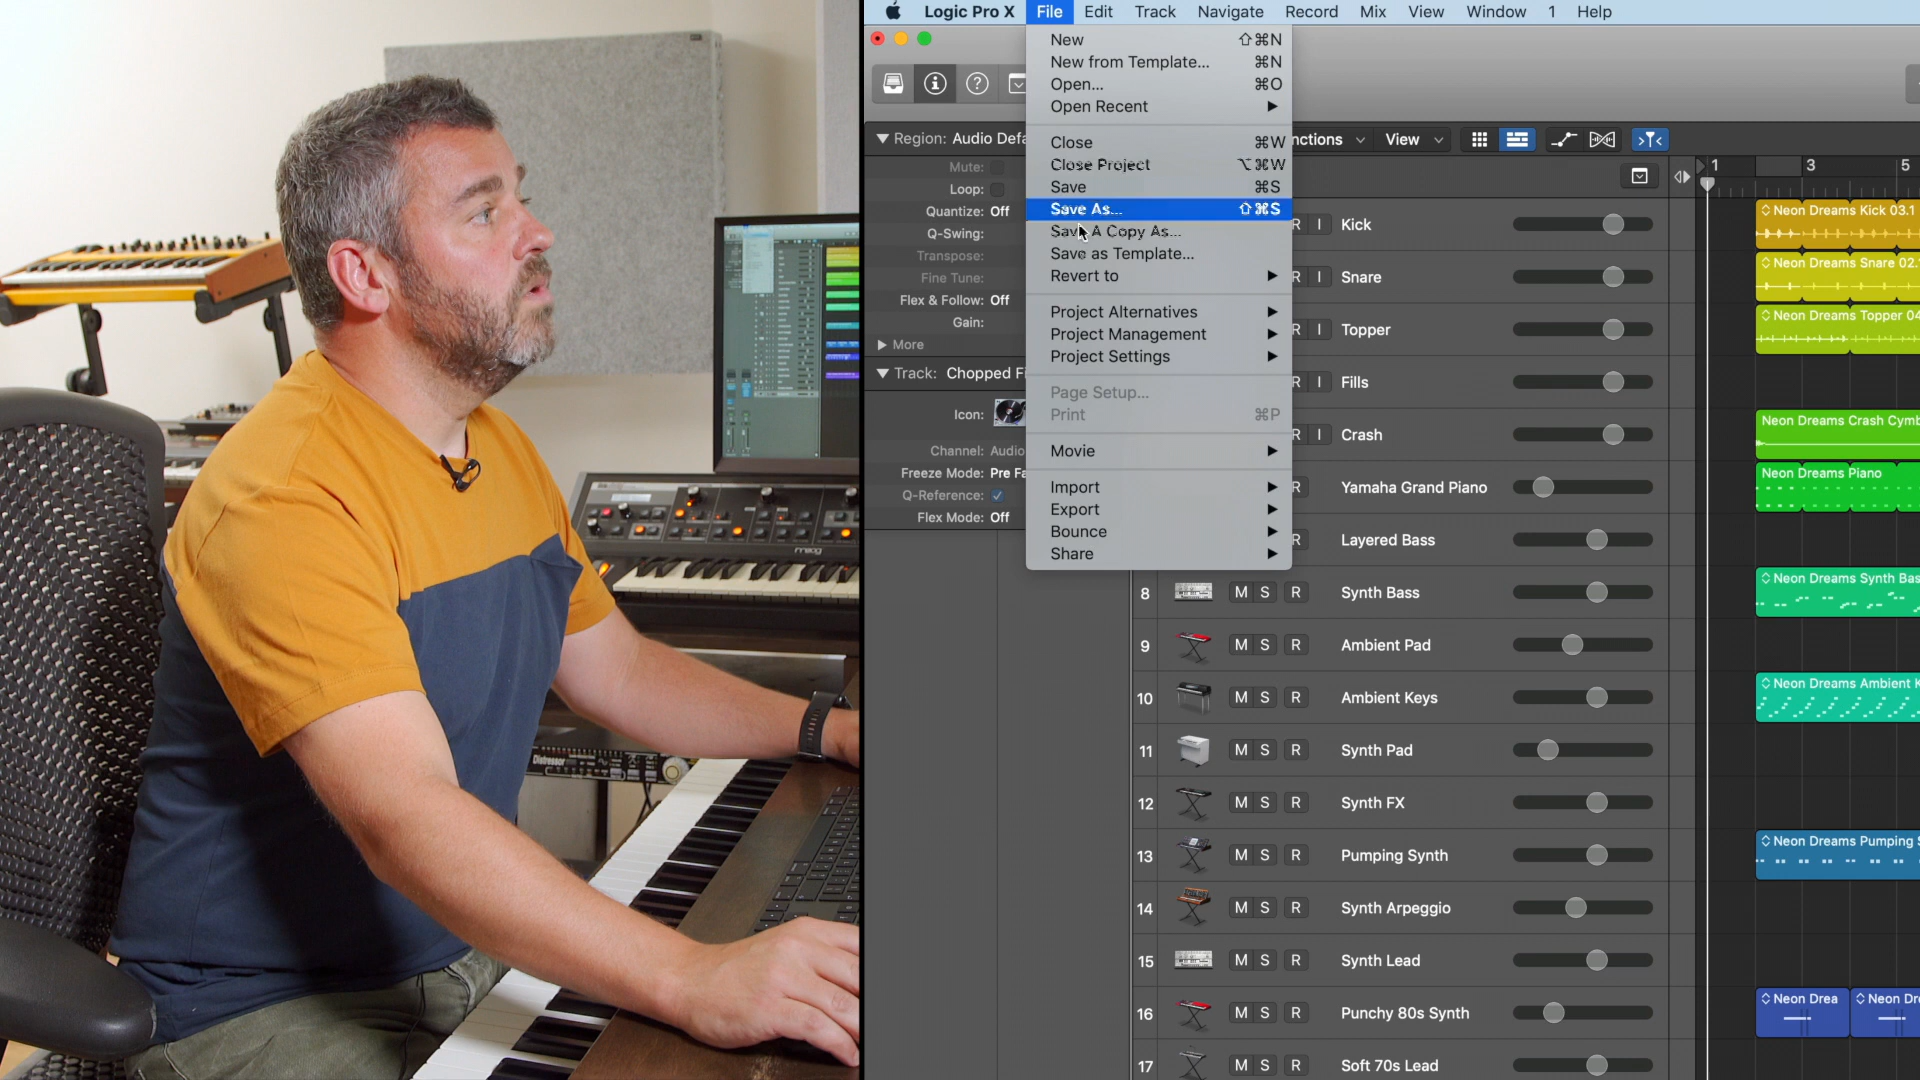 Logic Pro X File Edit Track Navigate Record Mix View Window 1 Help
New ⇧⌘N
New from Template... ⌘N
Open... ⌘O
Open Recent ▶
Close ⌘W
Close Project ⌥⌘W
Save ⌘S
Save As... ⇧⌘S
Save A Copy As...
Save as Template...
Revert to ▶
Project Alternatives ▶
Project Management ▶
Project Settings ▶
Page Setup...
Print ⌘P
Movie ▶
Import ▶
Export ▶
Bounce ▶
Share ▶
Region: Audio Defa
Mute:
Loop:
Quantize: Off
Q-Swing:
Transpose:
Fine Tune:
Flex & Follow: Off
Gain:
More
Track: Chopped Fi
Icon:
Channel: Audio
Freeze Mode: Pre Fa
Q-Reference:
Flex Mode: Off
nctions View
1 3 5
R I Kick
R I Snare
R I Topper
R I Fills
R I Crash
R Yamaha Grand Piano
R Layered Bass
8 M S R Synth Bass
9 M S R Ambient Pad
10 M S R Ambient Keys
11 M S R Synth Pad
12 M S R Synth FX
13 M S R Pumping Synth
14 M S R Synth Arpeggio
15 M S R Synth Lead
16 M S R Punchy 80s Synth
17 M S R Soft 70s Lead
Neon Dreams Kick 03.1
Neon Dreams Snare 02.
Neon Dreams Topper 04
Neon Dreams Crash Cymb
Neon Dreams Piano
Neon Dreams Synth Bas
Neon Dreams Ambient K
Neon Dreams Pumping S
Neon Drea
Neon Dre
moog
Distressor